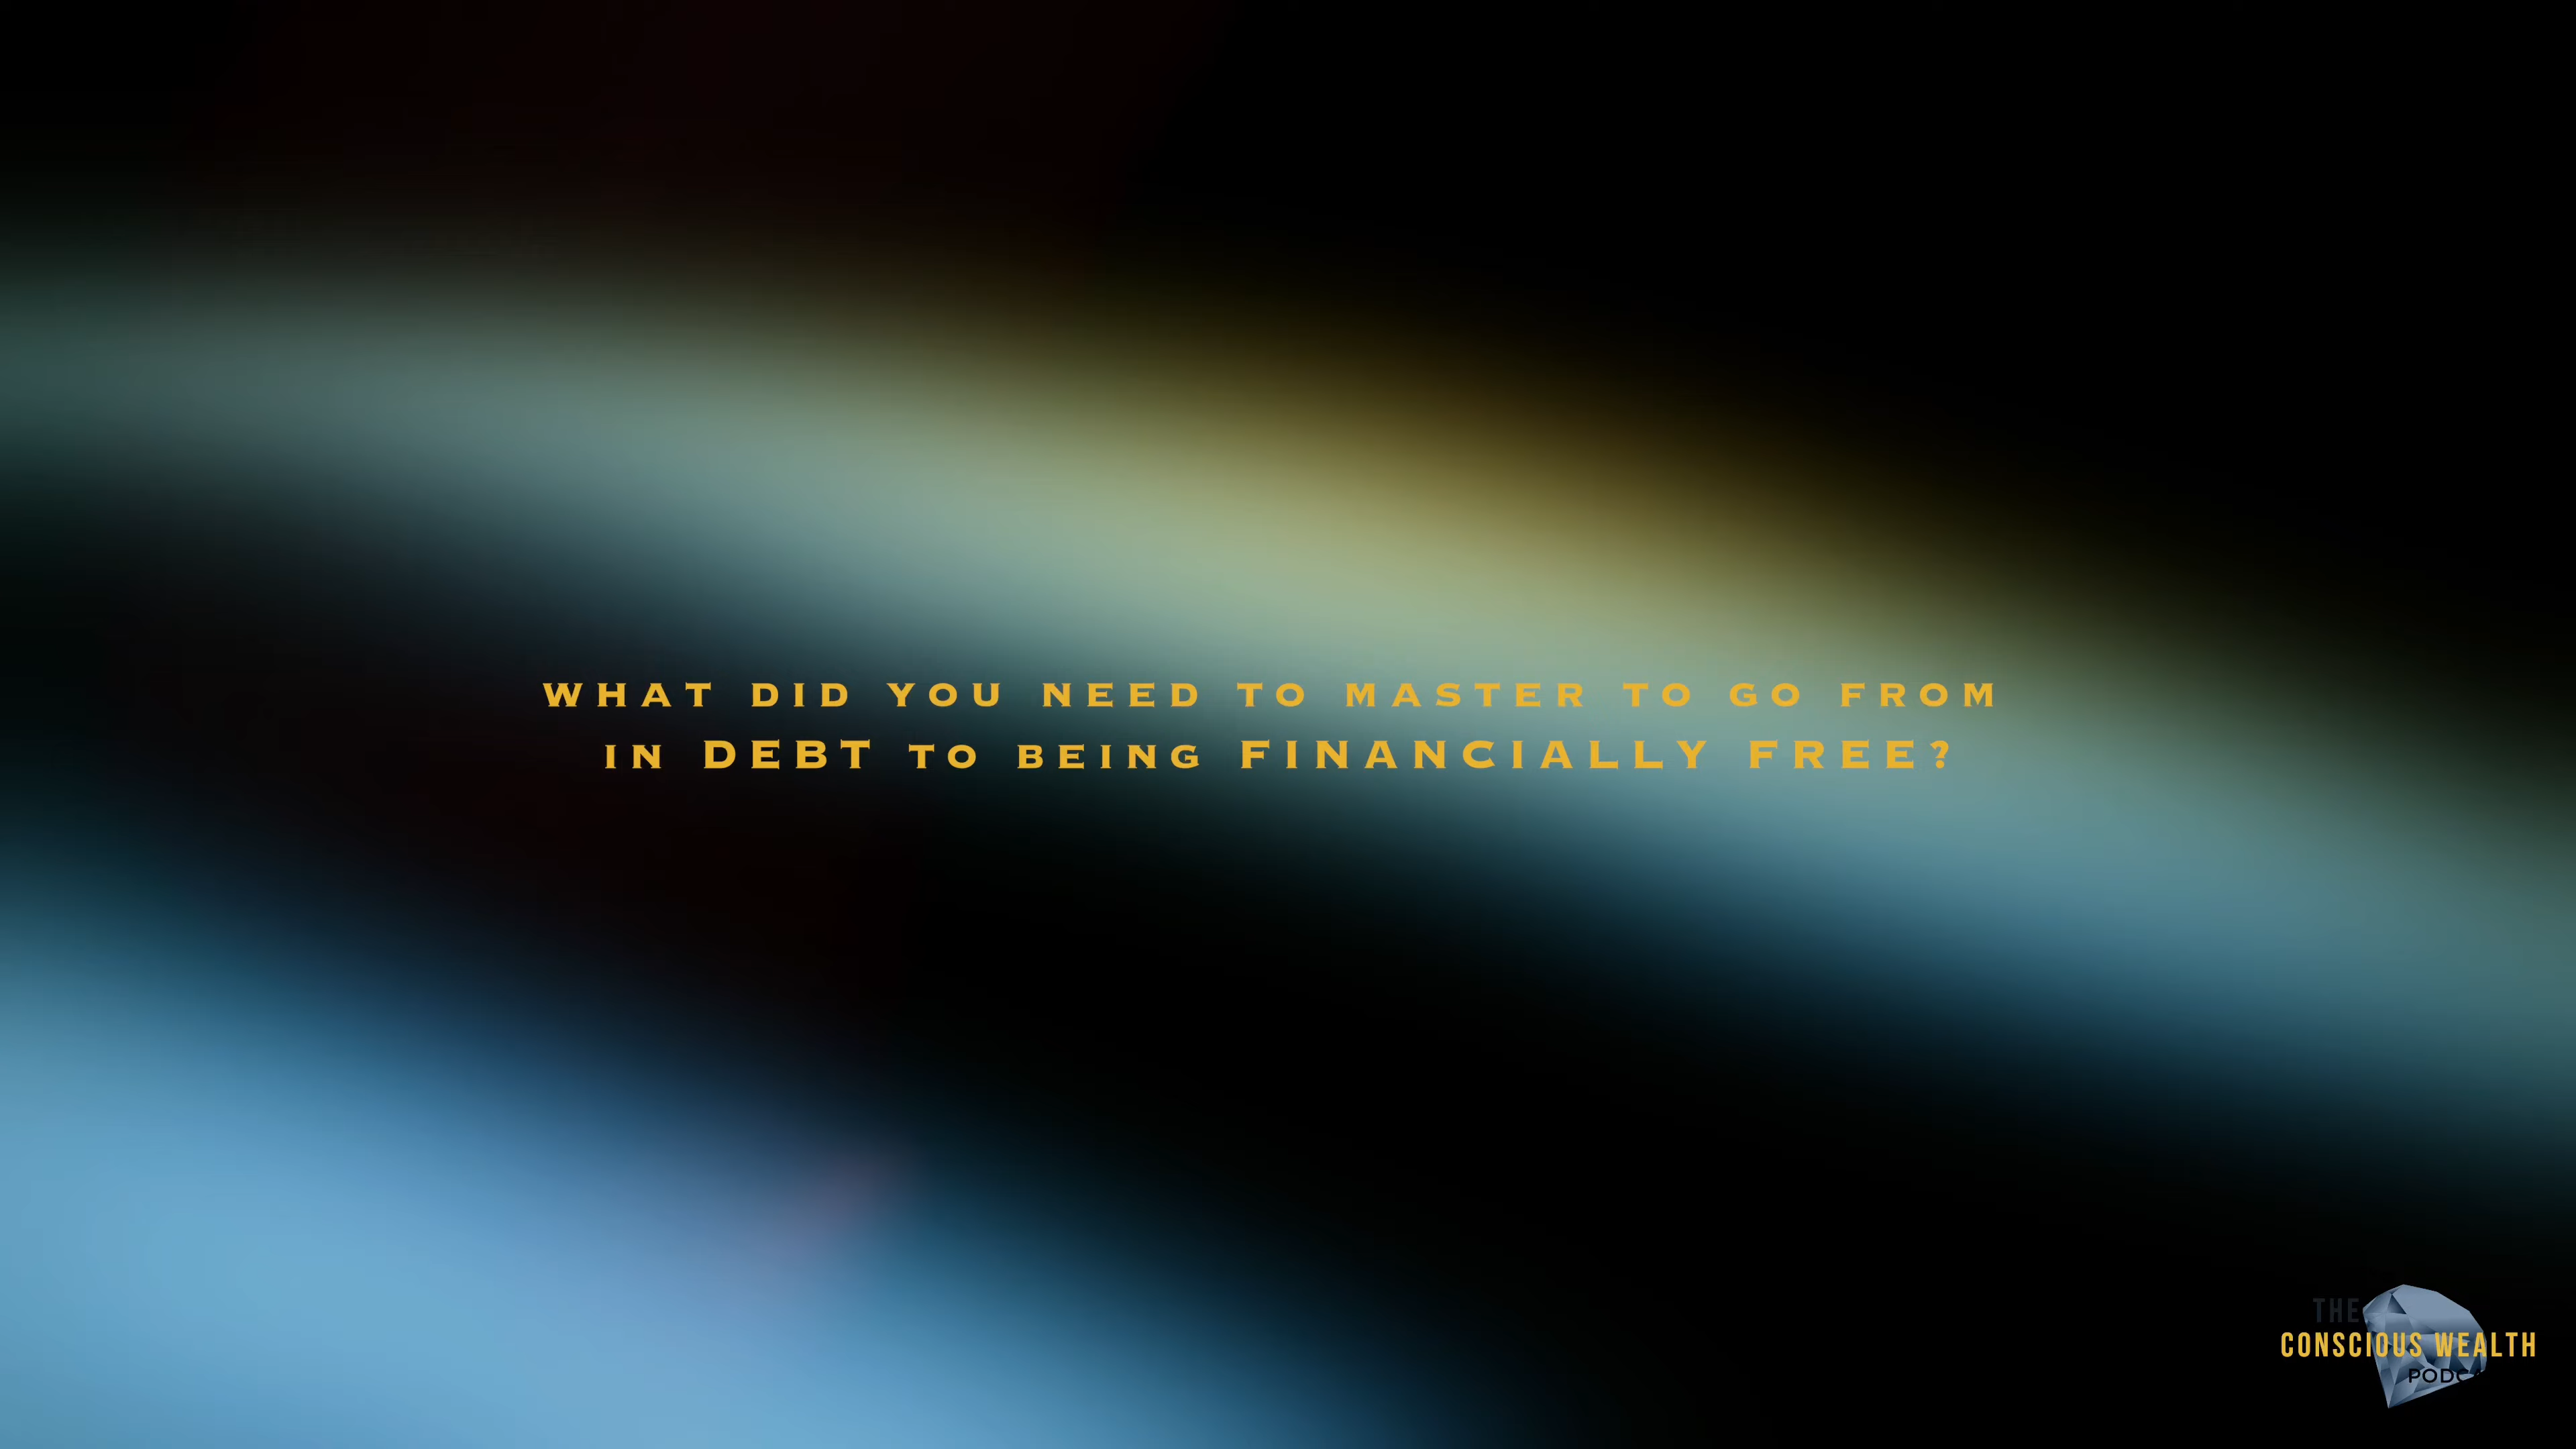 WHAT DID YOU NEED TO MASTER TO GO FROM
IN DEBT TO BEING FINANCIALLY FREE?
THE
CONSCIOUS WEALTH